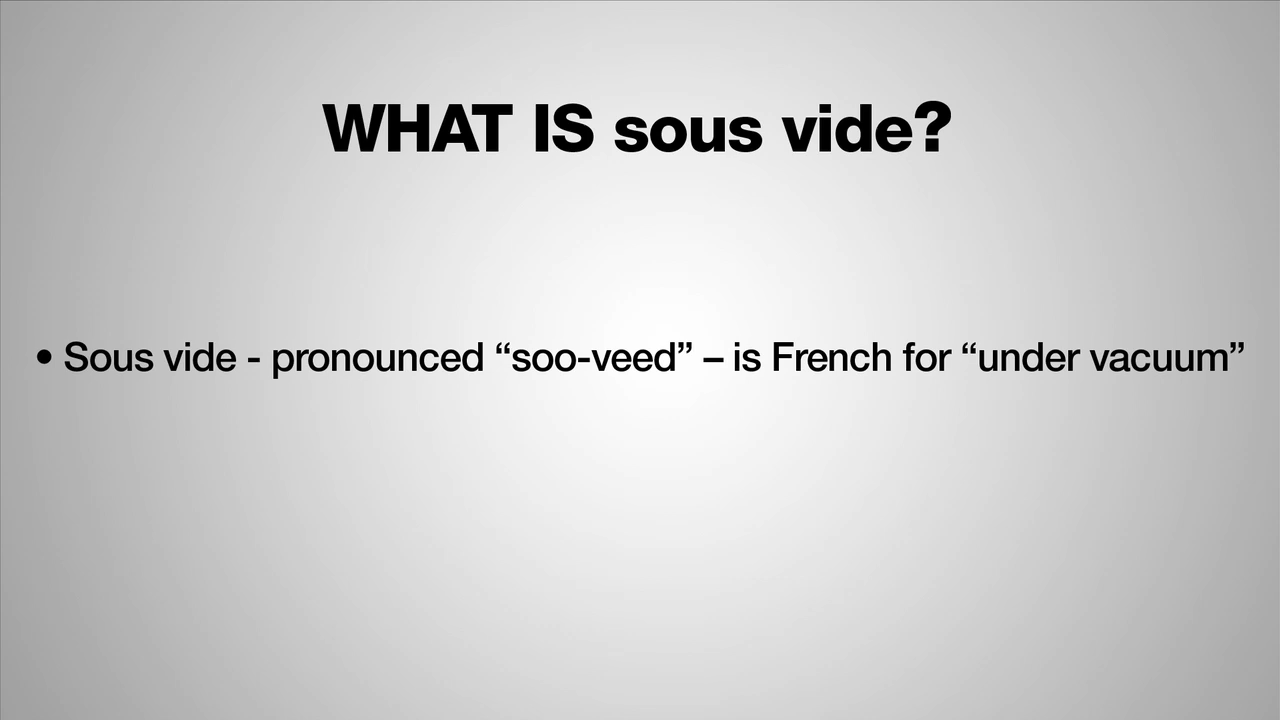 WHAT IS sous vide?
• Sous vide - pronounced “soo-veed” – is French for “under vacuum”